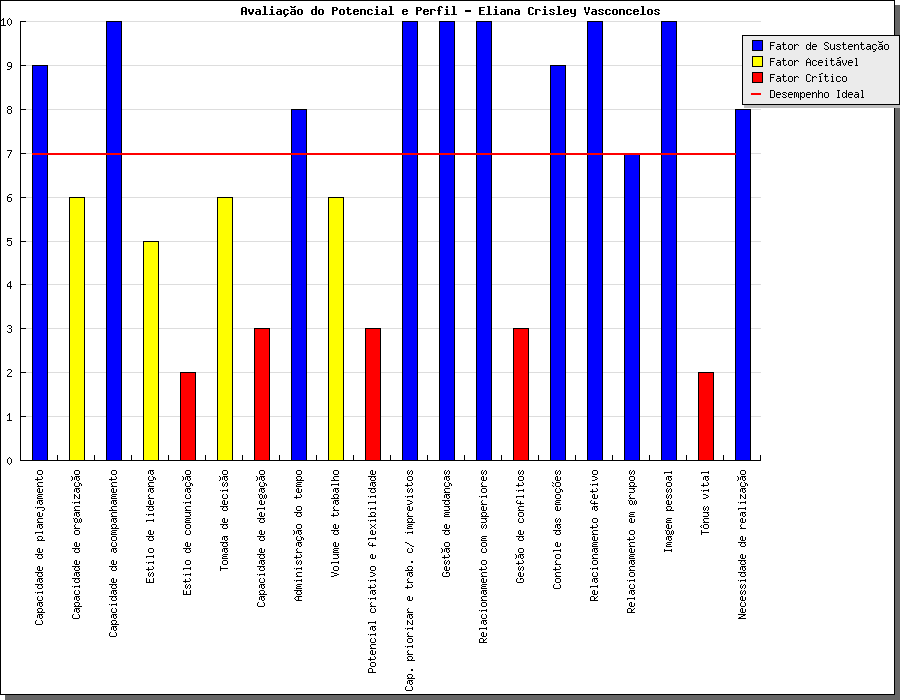 Avaliação do Potencial e Perfil - Eliana Crisley Vasconcelos
Fator de Sustentação
Fator Aceitável
Fator Crítico
Desempenho Ideal
10
9
8
7
6
5
4
3
2
1
0
Capacidade de planejamento
Capacidade de organização
Capacidade de acompanhamento
Estilo de liderança
Estilo de comunicação
Tomada de decisão
Capacidade de delegação
Administração do tempo
Volume de trabalho
Potencial criativo e flexibilidade
Cap. priorizar e trab. c/ imprevistos
Gestão de mudanças
Relacionamento com superiores
Gestão de conflitos
Controle das emoções
Relacionamento afetivo
Relacionamento em grupos
Imagem pessoal
Tônus vital
Necessidade de realização